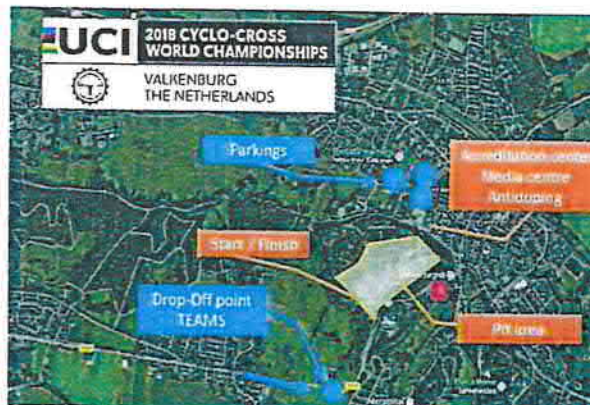 UCI
2018 CYCLO-CROSS
WORLD CHAMPIONSHIPS
VALKENBURG
THE NETHERLANDS
Parkings
Accreditation center
Media centre
Antidoping
Start / Finish
Drop-Off point
TEAMS
Pit area